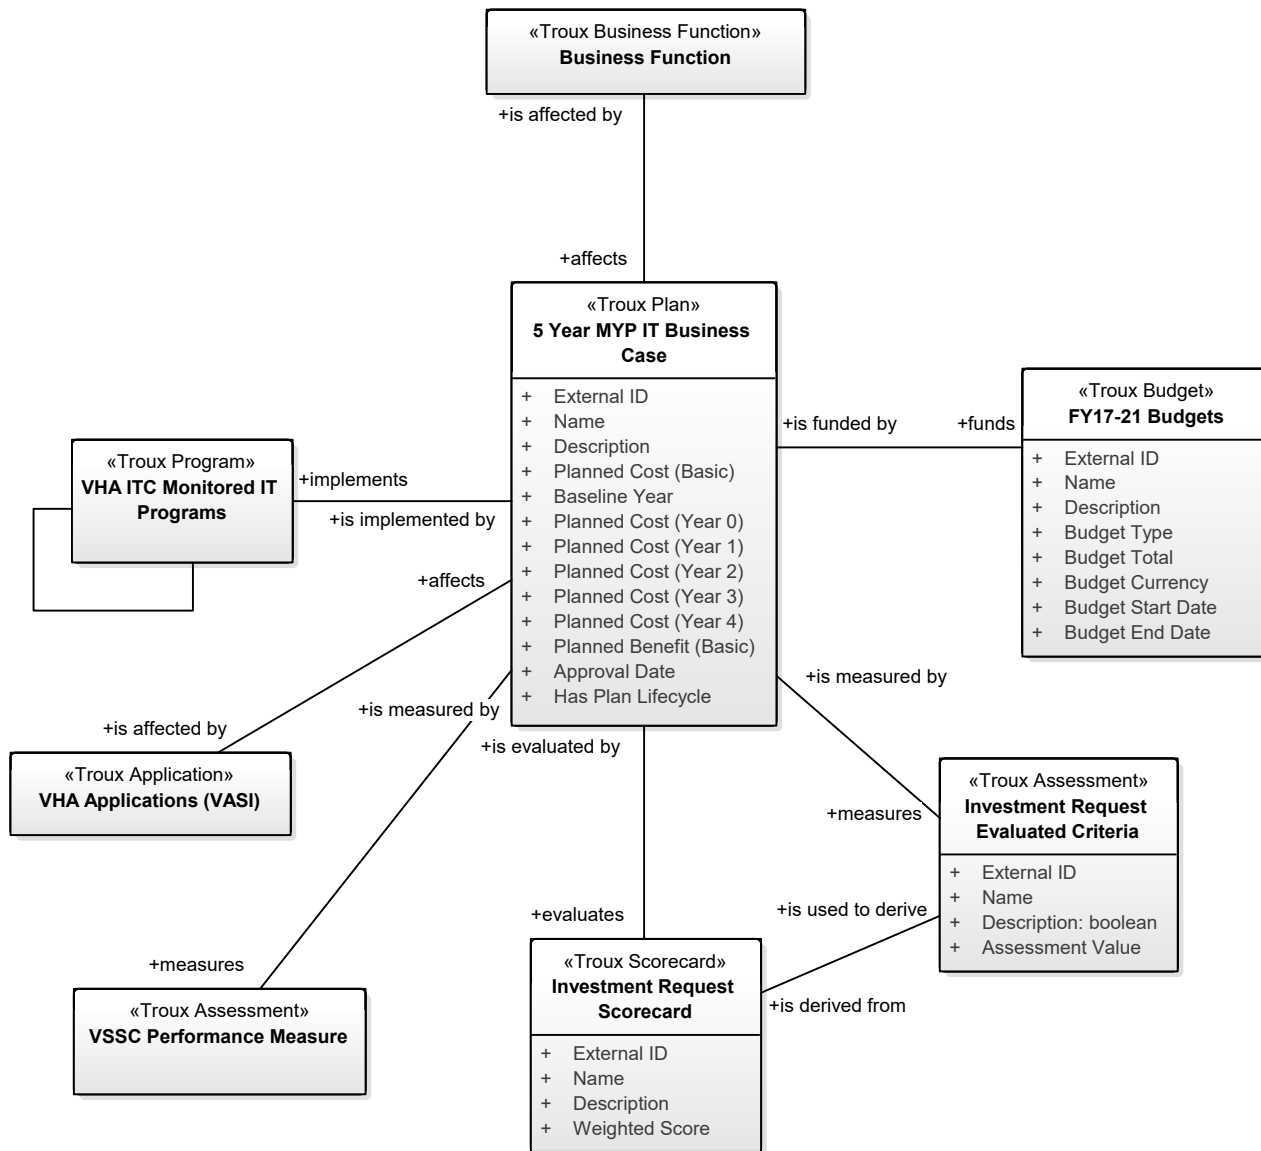 «Troux Business Function»
Business Function
+is affected by
+affects
«Troux Plan»
5 Year MYP IT Business
Case
+ External ID
+ Name
+ Description
+ Planned Cost (Basic)
+ Baseline Year
+ Planned Cost (Year 0)
+ Planned Cost (Year 1)
+ Planned Cost (Year 2)
+ Planned Cost (Year 3)
+ Planned Cost (Year 4)
+ Planned Benefit (Basic)
+ Approval Date
+ Has Plan Lifecycle
+is funded by
+funds
«Troux Budget»
FY17-21 Budgets
+ External ID
+ Name
+ Description
+ Budget Type
+ Budget Total
+ Budget Currency
+ Budget Start Date
+ Budget End Date
«Troux Program»
VHA ITC Monitored IT
Programs
+implements
+is implemented by
+affects
+is affected by
«Troux Application»
VHA Applications (VASI)
+is measured by
+measures
«Troux Assessment»
VSSC Performance Measure
+is evaluated by
+evaluates
«Troux Scorecard»
Investment Request
Scorecard
+ External ID
+ Name
+ Description
+ Weighted Score
+is measured by
+measures
«Troux Assessment»
Investment Request
Evaluated Criteria
+ External ID
+ Name
+ Description: boolean
+ Assessment Value
+is used to derive
+is derived from